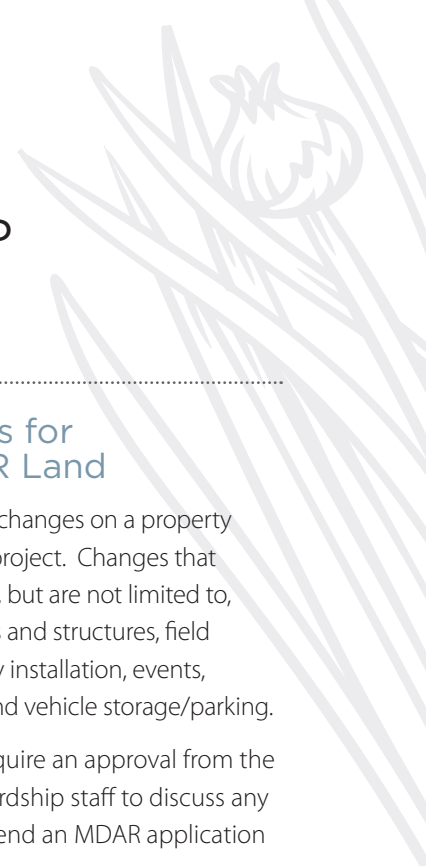 s for
R Land
changes on a property
project. Changes that
, but are not limited to,
s and structures, field
y installation, events,
nd vehicle storage/parking.
quire an approval from the
rdship staff to discuss any
end an MDAR application